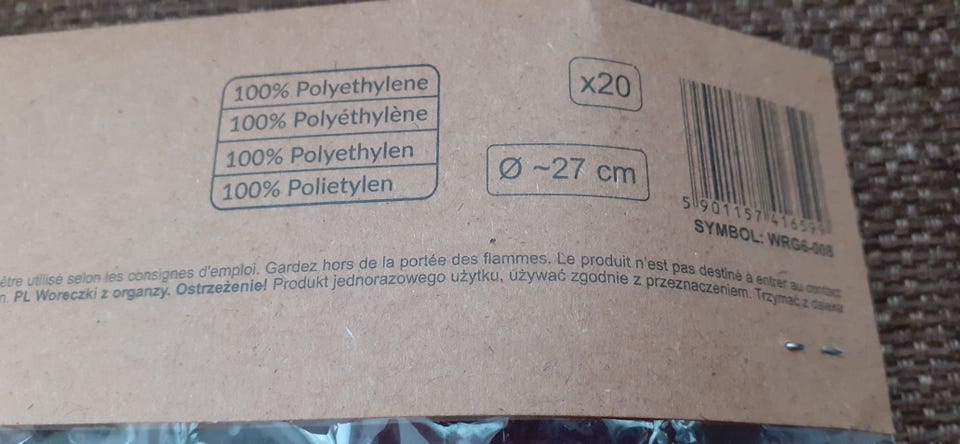 100% Polyethylene
100% Polyéthylène
100% Polyethylen
100% Polietylen
x20
Ø ~27 cm
5 901157 416599
SYMBOL: WRG6-008
être utilisé selon les consignes d'emploi. Gardez hors de la portée des flammes. Le produit n'est pas destiné à entrer au contact
n. PL Woreczki z organzy. Ostrzeżenie! Produkt jednorazowego użytku, używać zgodnie z przeznaczeniem. Trzymać z daleka